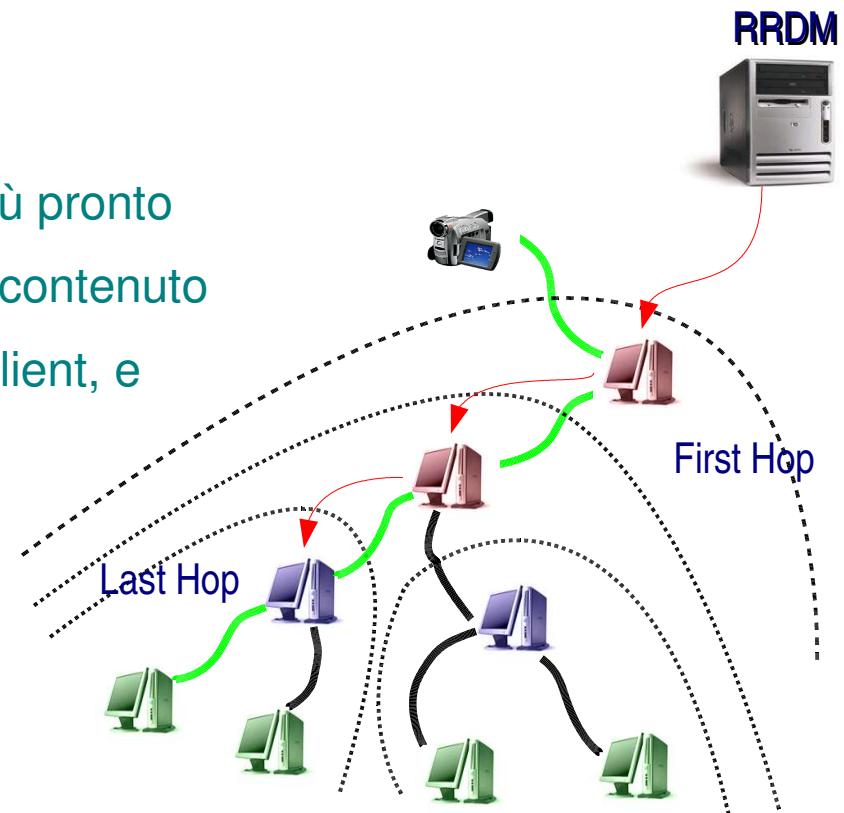 RRDM
ù pronto
contenuto
lient, e
First Hop
Last Hop